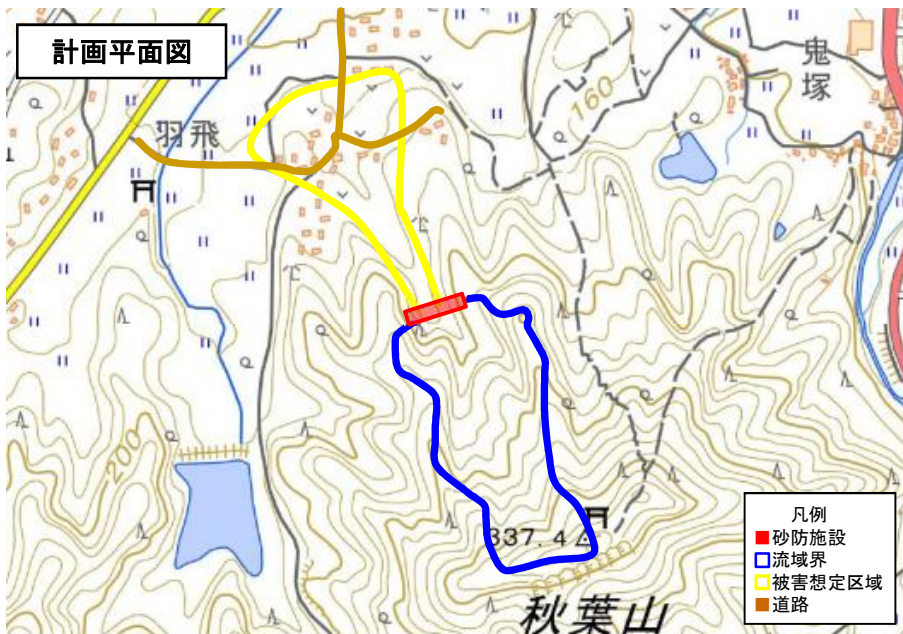 計画平面図
羽飛
160
鬼塚
200
337.4
秋葉山
凡例
砂防施設
流域界
被害想定区域
道路